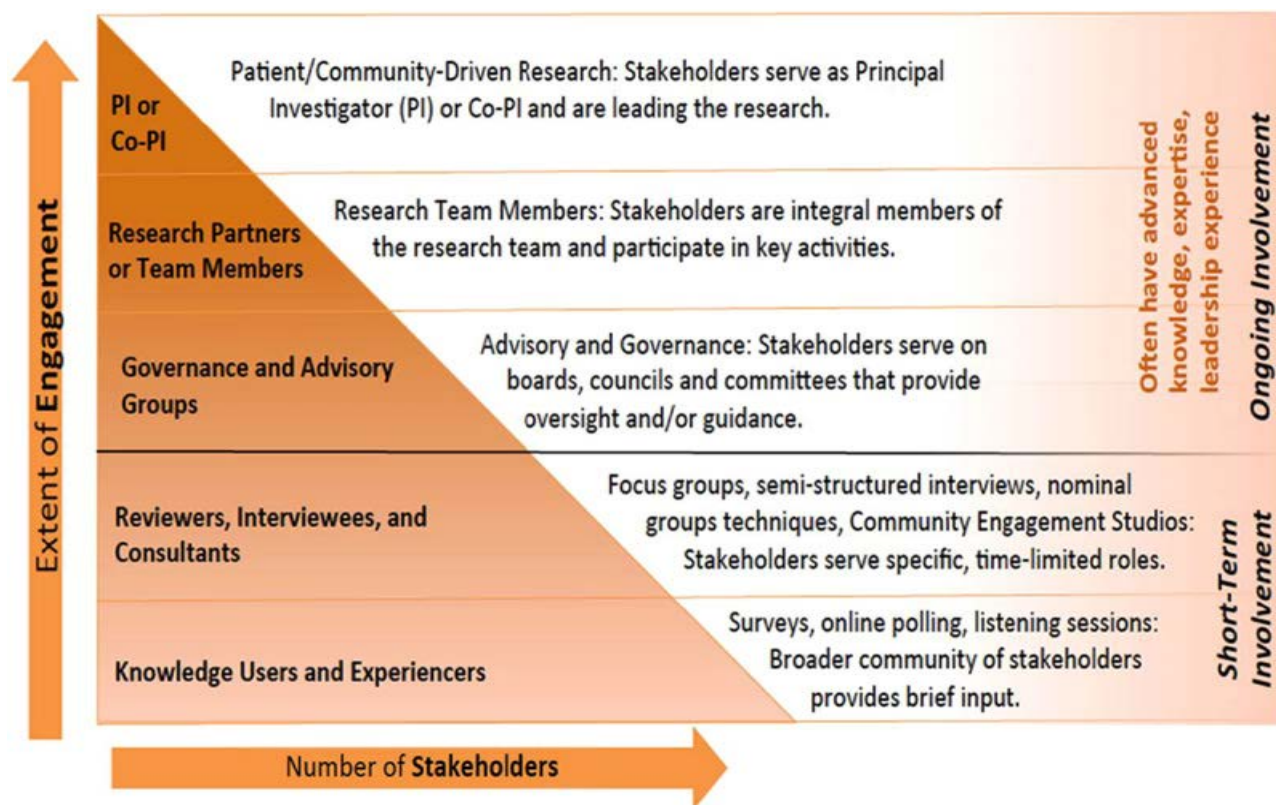 Extent of Engagement
PI or
Co-PI
Patient/Community-Driven Research: Stakeholders serve as Principal
Investigator (PI) or Co-PI and are leading the research.
Research Partners
or Team Members
Research Team Members: Stakeholders are integral members of
the research team and participate in key activities.
Governance and Advisory
Groups
Advisory and Governance: Stakeholders serve on
boards, councils and committees that provide
oversight and/or guidance.
Often have advanced
knowledge, expertise,
leadership experience
Ongoing Involvement
Reviewers, Interviewees, and
Consultants
Focus groups, semi-structured interviews, nominal
groups techniques, Community Engagement Studios:
Stakeholders serve specific, time-limited roles.
Knowledge Users and Experiencers
Surveys, online polling, listening sessions:
Broader community of stakeholders
provides brief input.
Short-Term
Involvement
Number of Stakeholders